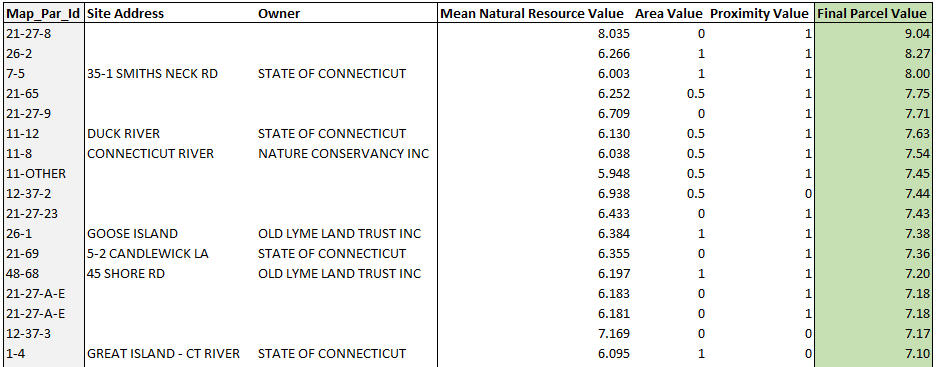 Map_Par_Id Site Address Owner Mean Natural Resource Value Area Value Proximity Value Final Parcel Value
21-27-8 8.035 0 1 9.04
26-2 6.266 1 1 8.27
7-5 35-1 SMITHS NECK RD STATE OF CONNECTICUT 6.003 1 1 8.00
21-65 6.252 0.5 1 7.75
21-27-9 6.709 0 1 7.71
11-12 DUCK RIVER STATE OF CONNECTICUT 6.130 0.5 1 7.63
11-8 CONNECTICUT RIVER NATURE CONSERVANCY INC 6.038 0.5 1 7.54
11-OTHER 5.948 0.5 1 7.45
12-37-2 6.938 0.5 0 7.44
21-27-23 6.433 0 1 7.43
26-1 GOOSE ISLAND OLD LYME LAND TRUST INC 6.384 1 1 7.38
21-69 5-2 CANDLEWICK LA STATE OF CONNECTICUT 6.355 0 1 7.36
48-68 45 SHORE RD OLD LYME LAND TRUST INC 6.197 1 1 7.20
21-27-A-E 6.183 0 1 7.18
21-27-A-E 6.181 0 1 7.18
12-37-3 7.169 0 0 7.17
1-4 GREAT ISLAND - CT RIVER STATE OF CONNECTICUT 6.095 1 0 7.10